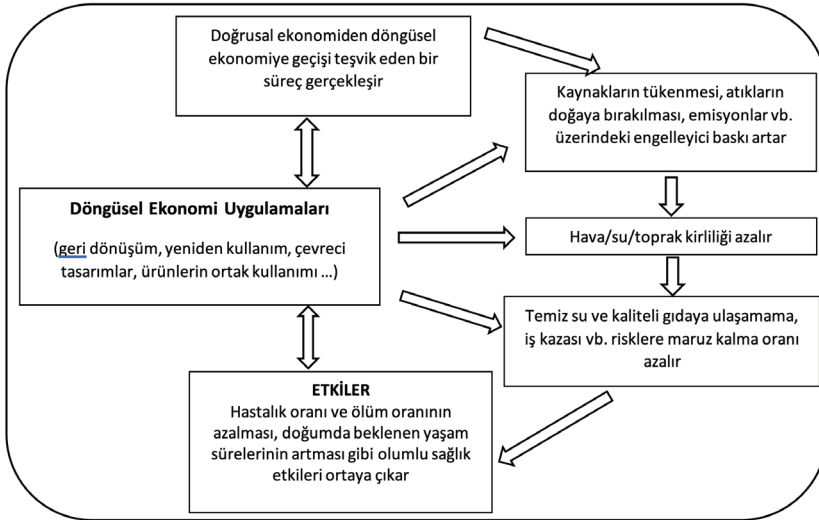 Doğrusal ekonomiden döngüsel
ekonomiye geçişi teşvik eden bir
süreç gerçekleşir
Kaynakların tükenmesi, atıkların
doğaya bırakılması, emisyonlar vb.
üzerindeki engelleyici baskı artar
Döngüsel Ekonomi Uygulamaları
(geri dönüşüm, yeniden kullanım, çevreci
tasarımlar, ürünlerin ortak kullanımı …)
Hava/su/toprak kirliliği azalır
Temiz su ve kaliteli gıdaya ulaşamama,
iş kazası vb. risklere maruz kalma oranı
azalır
ETKİLER
Hastalık oranı ve ölüm oranının
azalması, doğumda beklenen yaşam
sürelerinin artması gibi olumlu sağlık
etkileri ortaya çıkar